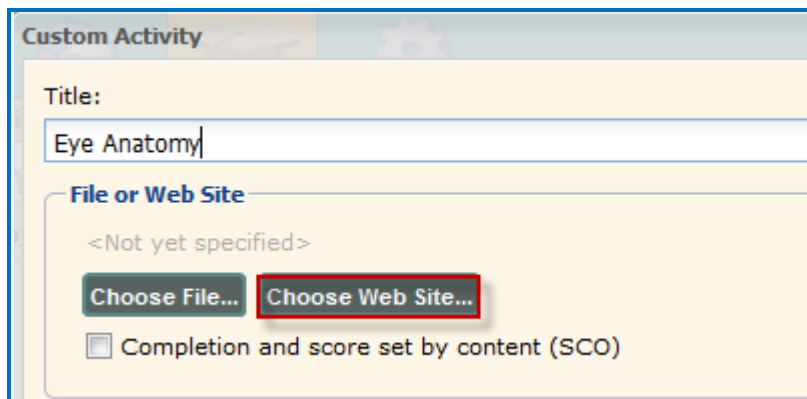 Custom Activity
Title:
Eye Anatomy
File or Web Site
<Not yet specified>
Choose File... Choose Web Site...
Completion and score set by content (SCO)